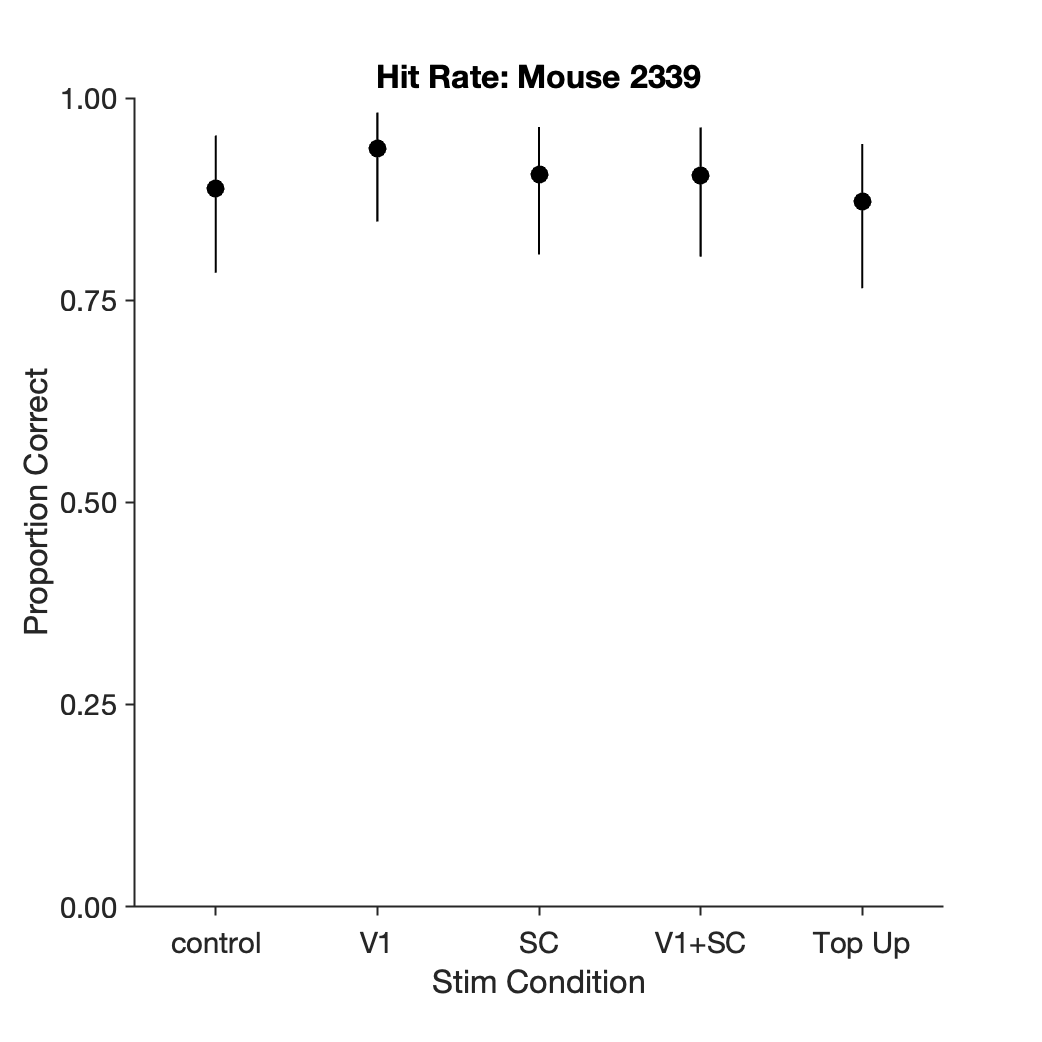 Hit Rate: Mouse 2339
1.00
0.75
0.50
0.25
0.00
Proportion Correct
control V1 SC V1+SC Top Up
Stim Condition